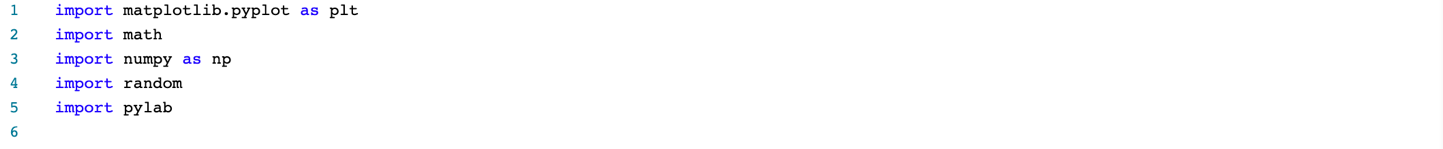 1 import matplotlib.pyplot as plt
2 import math
3 import numpy as np
4 import random
5 import pylab
6